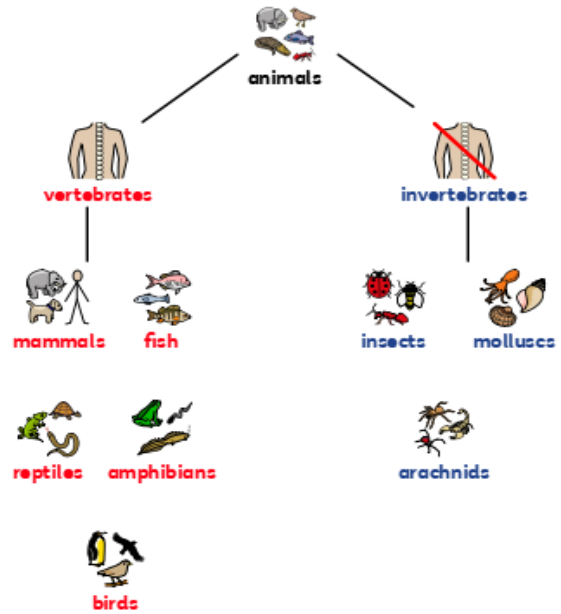 animals
vertebrates
invertebrates
mammals
fish
insects
molluscs
reptiles
amphibians
arachnids
birds